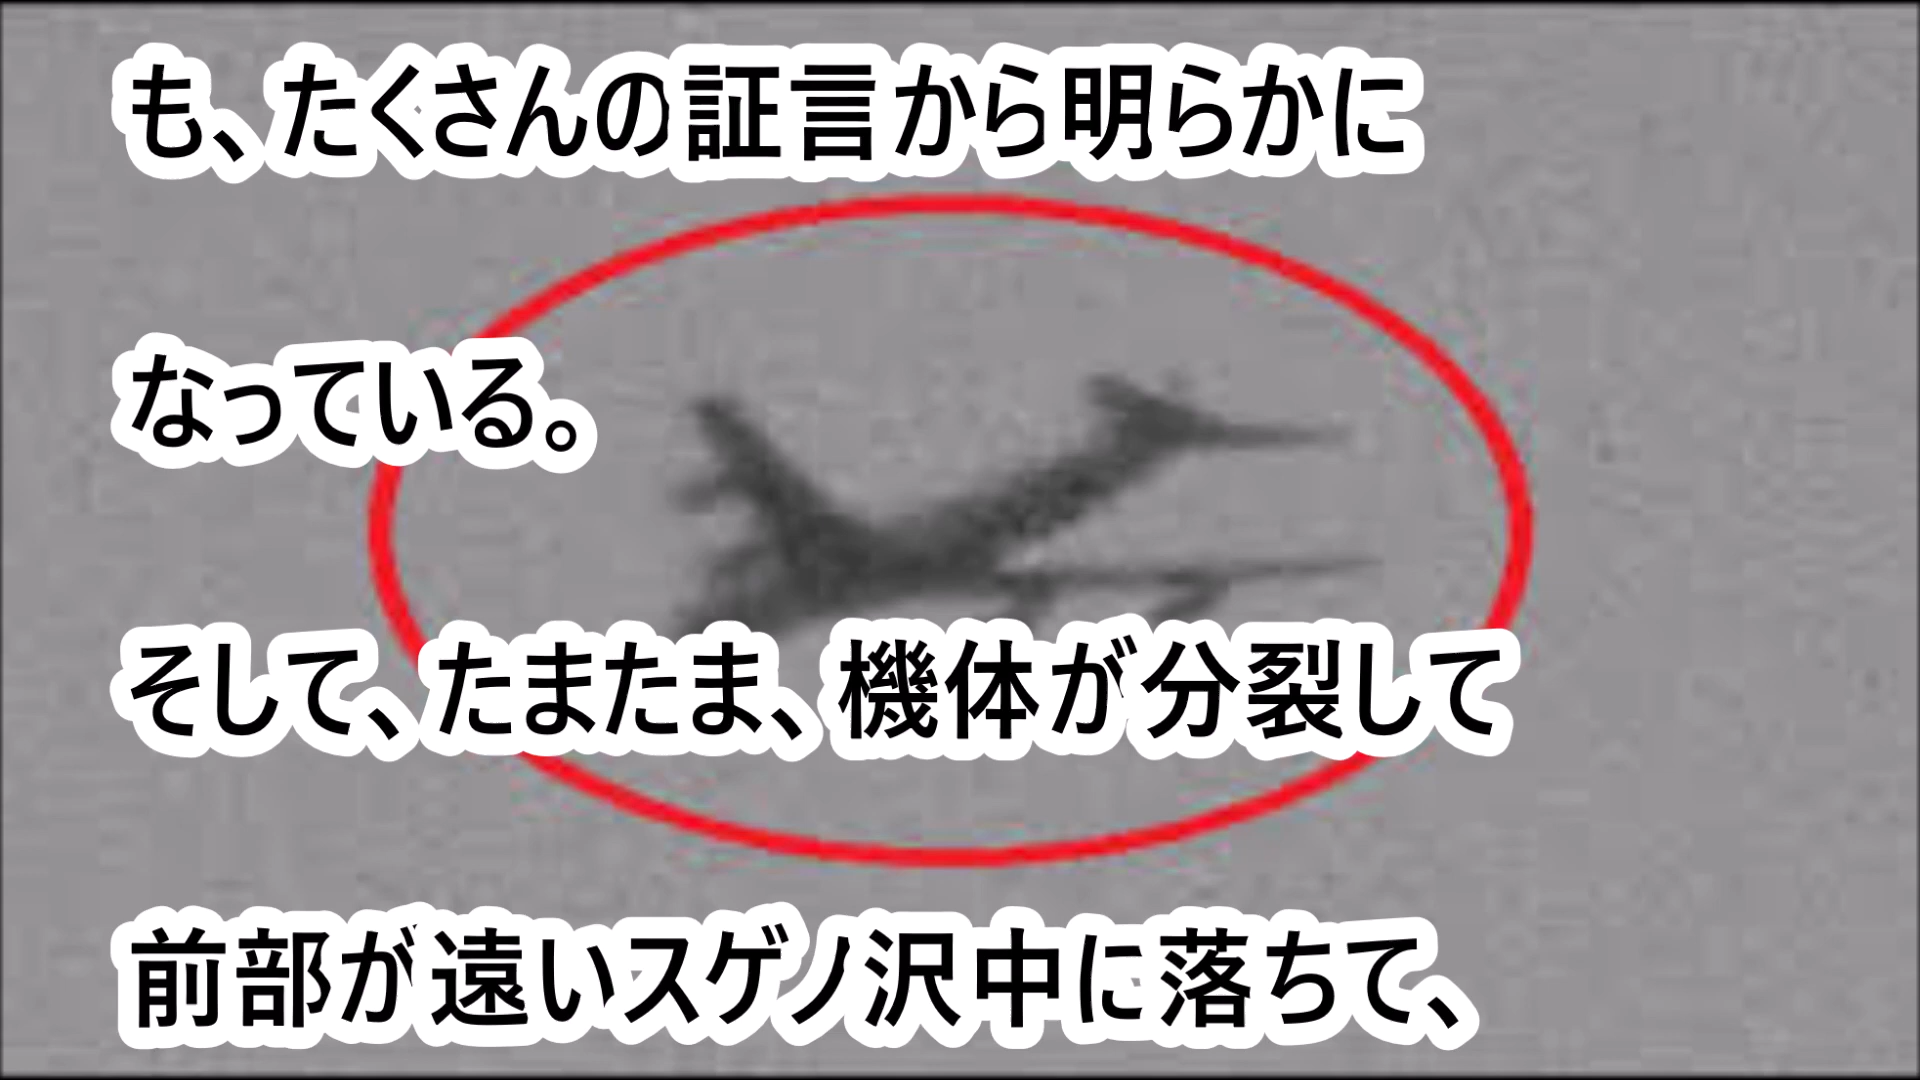 も、たくさんの証言から明らかに
なっている。
そして、たまたま、機体が分裂して
前部が遠いスゲノ沢中に落ちて、